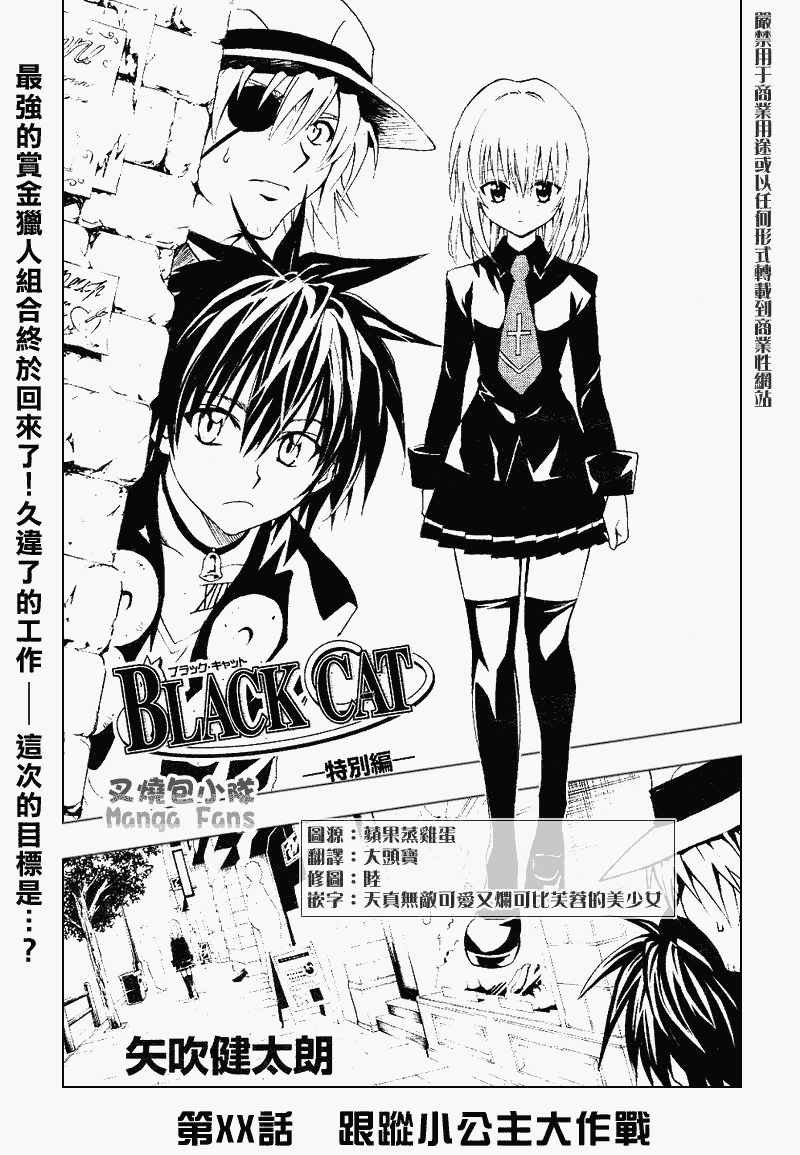 嚴禁用于商業用途或以任何形式轉載到商業性網站
最強的賞金獵人組合終於回來了!久違了的工作——這次的目標是…?
ブラック・キャット
BLACK CAT
—特別編—
叉燒包小隊
Manga Fans
圖源:蘋果蒸雞蛋
翻譯:大頭寶
修圖:陸
嵌字:天真無敵可愛又爛可比芙蓉的美少女
矢吹健太朗
第XX話 跟蹤小公主大作戰